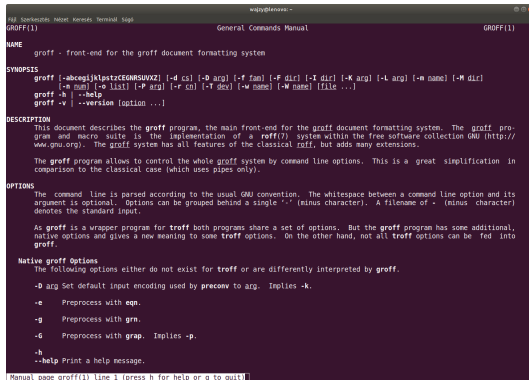 wajzy@lenovo: ~
Fájl Szerkesztés Nézet Keresés Terminál Súgó
GROFF(1) General Commands Manual GROFF(1)
NAME
groff - front-end for the groff document formatting system
SYNOPSIS
groff [-abcegijklpstzCEGNRSUVXZ] [-d cs] [-D arg] [-f fam] [-F dir] [-I dir] [-K arg] [-L arg] [-m name] [-M dir]
[-n num] [-o list] [-P arg] [-r cn] [-T dev] [-w name] [-W name] [file ...]
groff -h | --help
groff -v | --version [option ...]
DESCRIPTION
This document describes the groff program, the main front-end for the groff document formatting system. The groff pro-
gram and macro suite is the implementation of a roff(7) system within the free software collection GNU (http://
www.gnu.org). The groff system has all features of the classical roff, but adds many extensions.
The groff program allows to control the whole groff system by command line options. This is a great simplification in
comparison to the classical case (which uses pipes only).
OPTIONS
The command line is parsed according to the usual GNU convention. The whitespace between a command line option and its
argument is optional. Options can be grouped behind a single ‘-’ (minus character). A filename of - (minus character)
denotes the standard input.
As groff is a wrapper program for troff both programs share a set of options. But the groff program has some additional,
native options and gives a new meaning to some troff options. On the other hand, not all troff options can be fed into
groff.
Native groff Options
The following options either do not exist for troff or are differently interpreted by groff.
-D arg Set default input encoding used by preconv to arg. Implies -k.
-e Preprocess with eqn.
-g Preprocess with grn.
-G Preprocess with grap. Implies -p.
-h
--help Print a help message.
Manual page groff(1) line 1 (press h for help or q to quit)